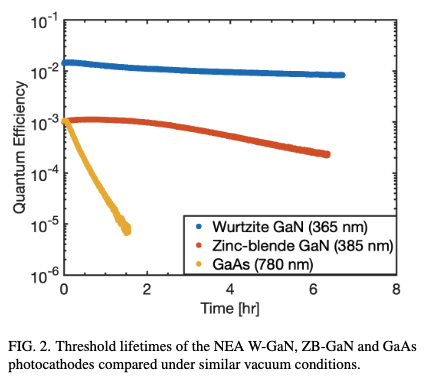 10^-1
10^-2
10^-3
10^-4
10^-5
10^-6
Quantum Efficiency
Wurtzite GaN (365 nm)
Zinc-blende GaN (385 nm)
GaAs (780 nm)
0 2 4 6 8
Time [hr]
FIG. 2. Threshold lifetimes of the NEA W-GaN, ZB-GaN and GaAs
photocathodes compared under similar vacuum conditions.